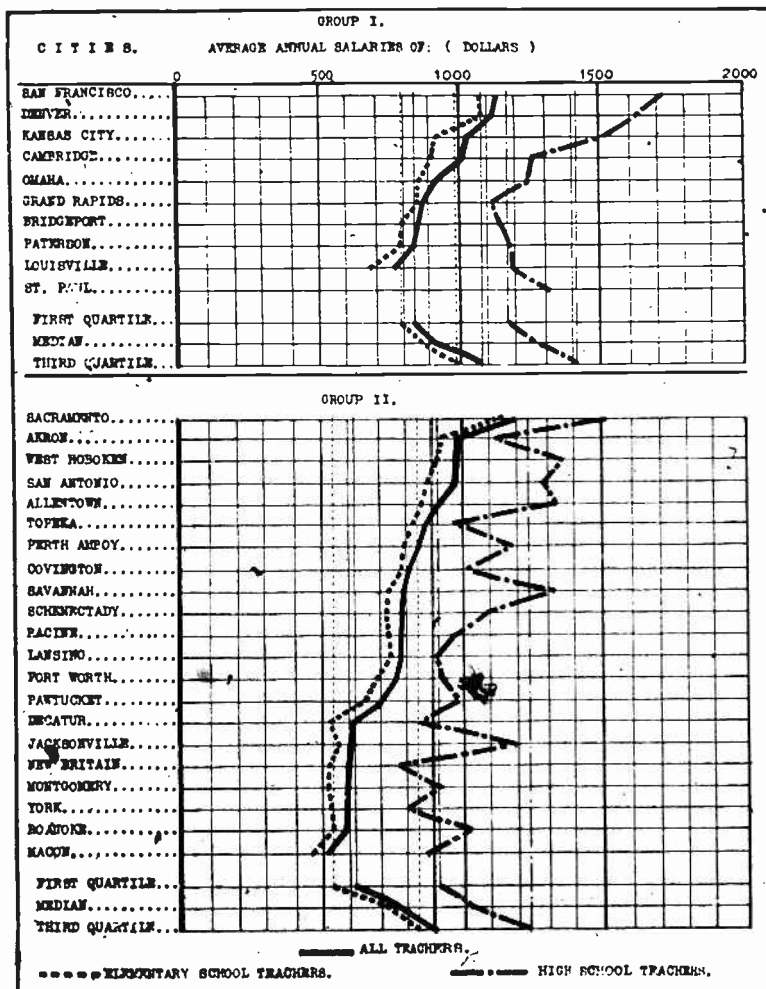 GROUP I.
C I T I E S. AVERAGE ANNUAL SALARIES OF: ( DOLLARS )
0 500 1000 1500 2000
SAN FRANCISCO.....
DENVER.......
KANSAS CITY......
CAMBRIDGE........
OMAHA............
GRAND RAPIDS.....
BRIDGEPORT.......
PATERSON.........
LOUISVILLE.......
ST. PAUL.........
FIRST QUARTILE...
MEDIAN...........
THIRD QUARTILE...
GROUP II.
SACRAMENTO.......
AKRON............
WEST HOBOKEN.....
SAN ANTONIO......
ALLENTOWN........
TOPEKA...........
PERTH AMPOY......
COVINGTON........
SAVANNAH.........
SCHENECTADY......
RACINE...........
LANSING..........
FORT WORTH.......
PAWTUCKET........
DECATUR..........
JACKSONVILLE.....
NEW BRITAIN......
MONTGOMERY.......
YORK.............
ROANOKE..........
MACON............
FIRST QUARTILE...
MEDIAN...........
THIRD QUARTILE...
ALL TEACHERS.
ELEMENTARY SCHOOL TEACHERS. HIGH SCHOOL TEACHERS.